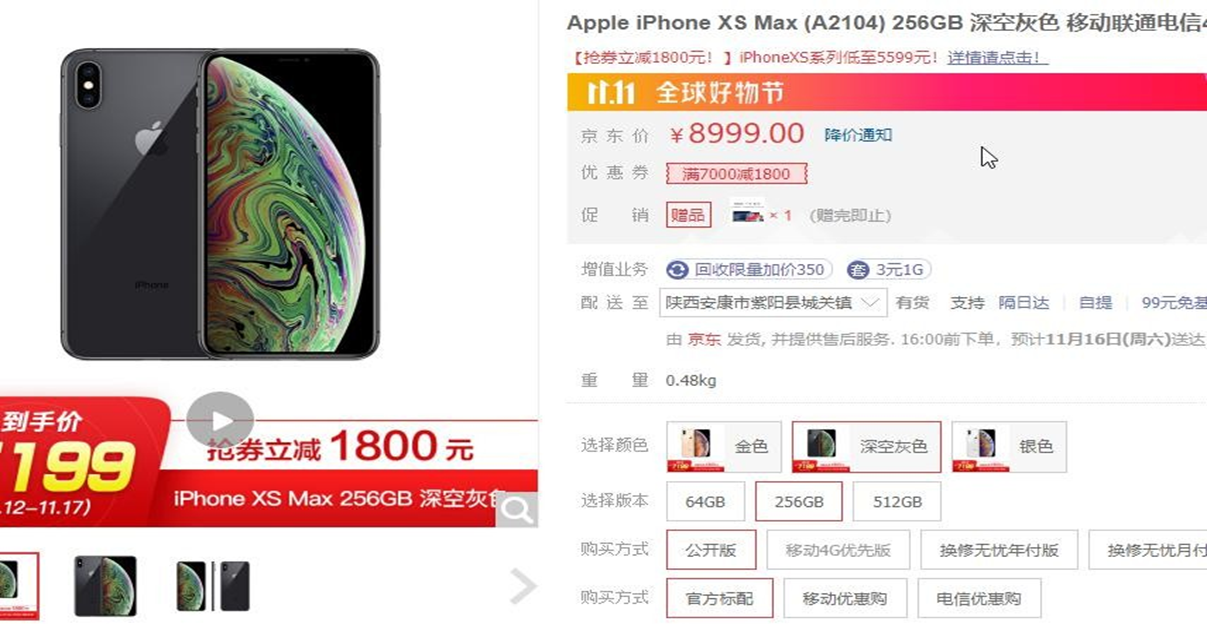 Apple iPhone XS Max (A2104) 256GB 深空灰色 移动联通电信4
【抢券立减1800元！】iPhoneXS系列低至5599元！ 详情请点击！
11.11 全球好物节
京东价 ￥8999.00 降价通知
优惠券 满7000减1800
促销 赠品 × 1 (赠完即止)
增值业务 回收限量加价350 套 3元1G
配送至 陕西安康市紫阳县城关镇 有货 支持 隔日达 自提 99元免基
由 京东 发货, 并提供售后服务. 16:00前下单，预计11月16日(周六)送达
重量 0.48kg
选择颜色 金色 深空灰色 银色
选择版本 64GB 256GB 512GB
购买方式 公开版 移动4G优先版 换修无忧年付版 换修无忧月付
购买方式 官方标配 移动优惠购 电信优惠购
iPhone
到手价
7199
.12–11.17)
抢券立减 1800 元
iPhone XS Max 256GB 深空灰色